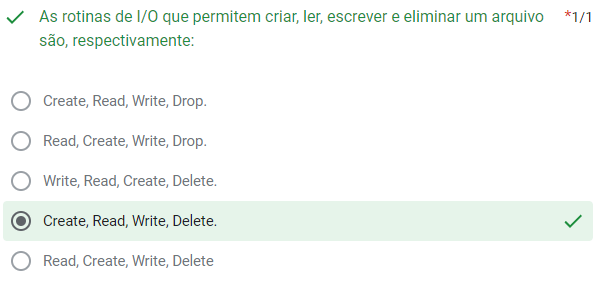 As rotinas de I/O que permitem criar, ler, escrever e eliminar um arquivo *1/1
são, respectivamente:
Create, Read, Write, Drop.
Read, Create, Write, Drop.
Write, Read, Create, Delete.
Create, Read, Write, Delete.
Read, Create, Write, Delete